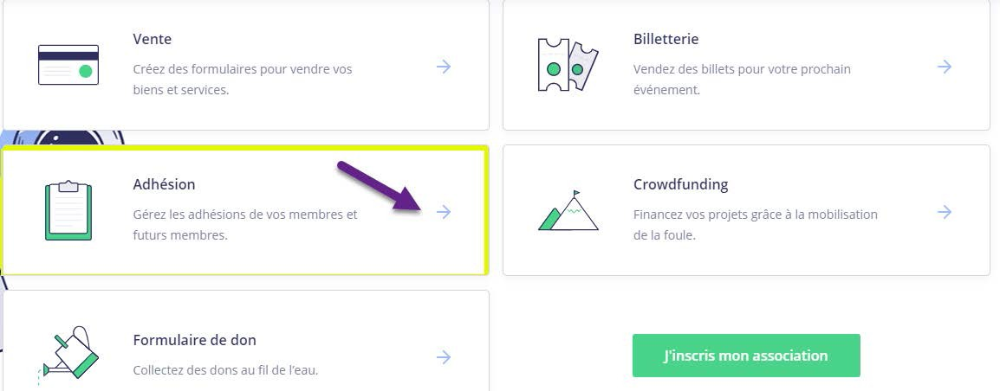 Vente
Créez des formulaires pour vendre vos
biens et services.
Billetterie
Vendez des billets pour votre prochain
événement.
Adhésion
Gérez les adhésions de vos membres et
futurs membres.
Crowdfunding
Financez vos projets grâce à la mobilisation
de la foule.
Formulaire de don
Collectez des dons au fil de l’eau.
J'inscris mon association